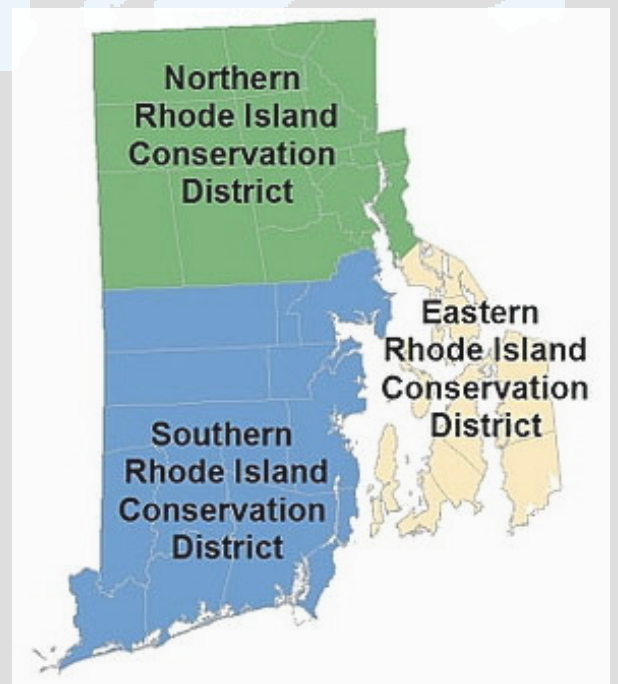 Northern
Rhode Island
Conservation
District
Eastern
Rhode Island
Conservation
District
Southern
Rhode Island
Conservation
District